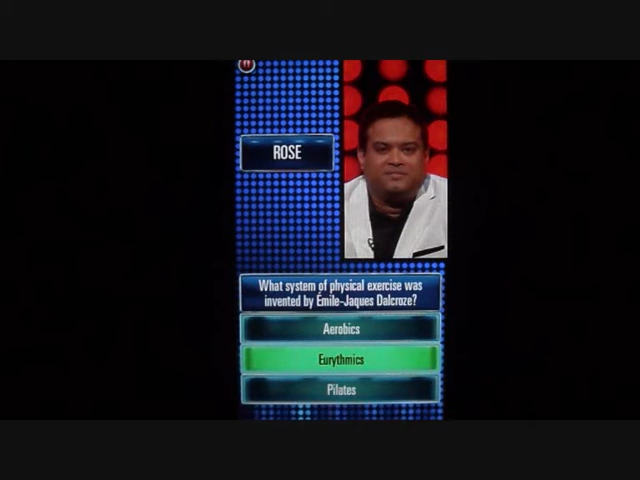 ROSE
What system of physical exercise was
invented by Émile-Jaques Dalcroze?
Aerobics
Eurythmics
Pilates